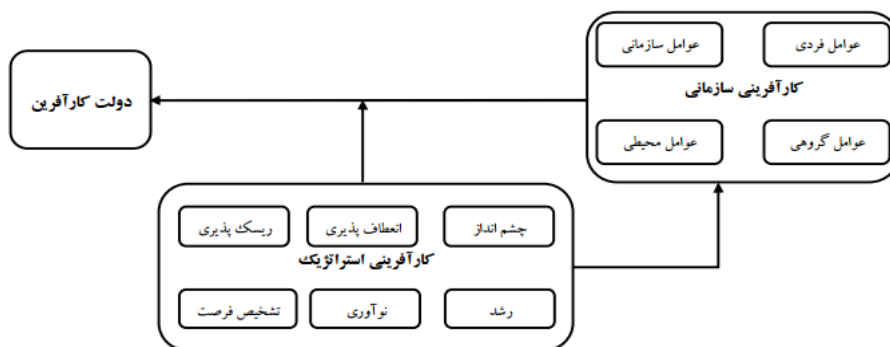 عوامل فردی
عوامل سازمانی
کارآفرینی سازمانی
عوامل گروهی
عوامل محیطی
دولت کارآفرین
چشم انداز
انعطاف پذیری
ریسک پذیری
کارآفرینی استراتژیک
رشد
نوآوری
تشخیص فرصت